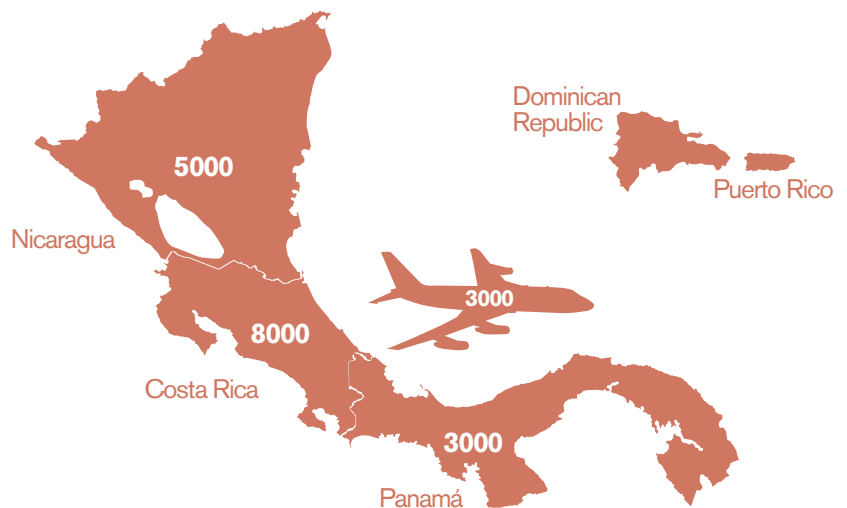 Dominican
Republic
5000
Puerto Rico
Nicaragua
3000
8000
Costa Rica
3000
Panamá